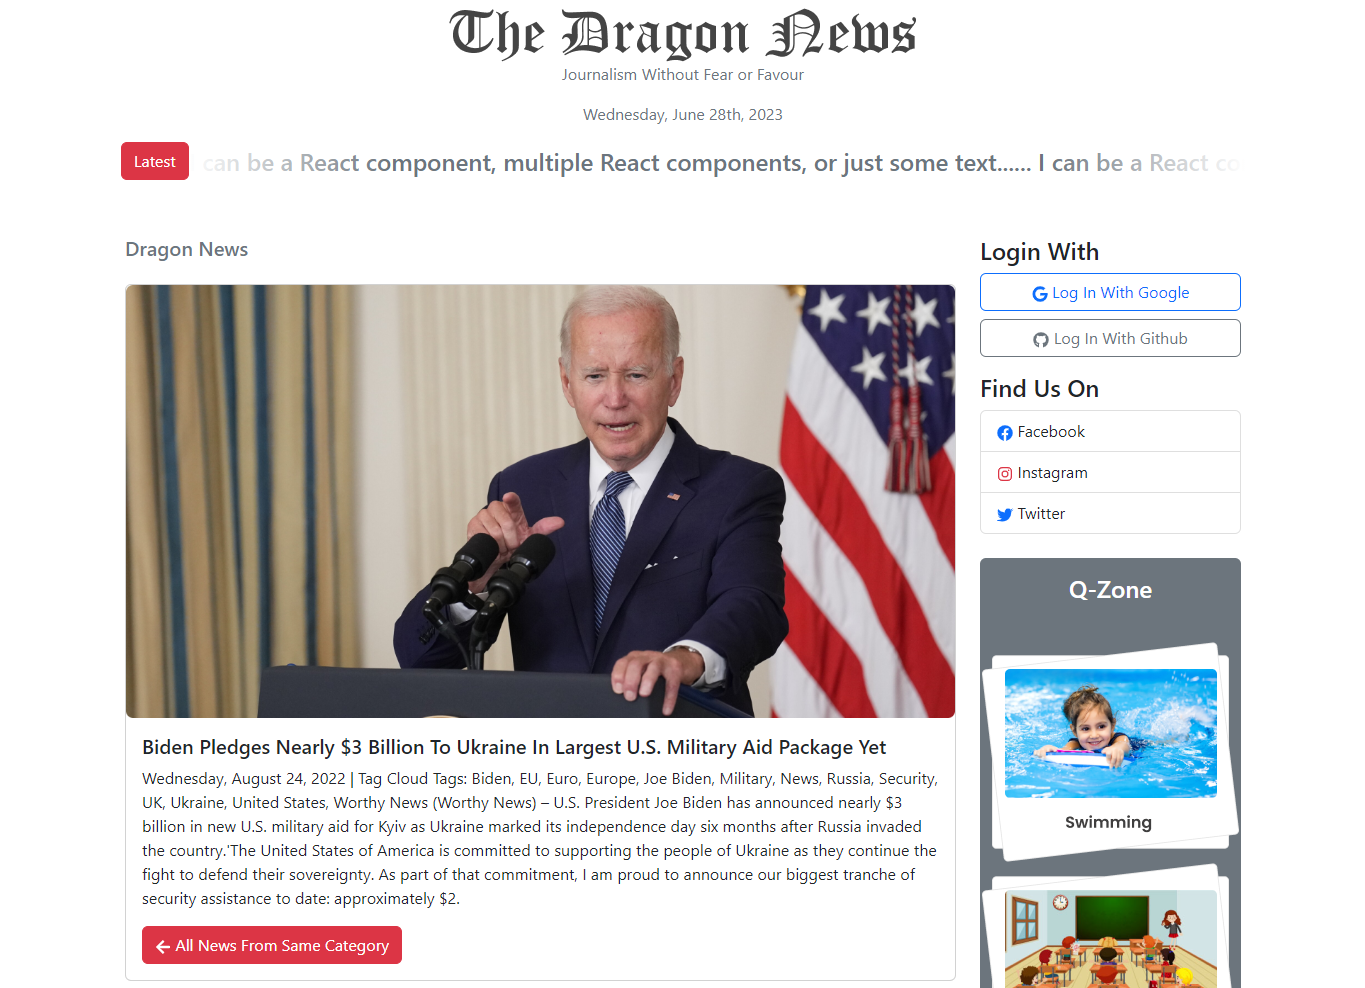 The Dragon News
Journalism Without Fear or Favour
Wednesday, June 28th, 2023
Latest
can be a React component, multiple React components, or just some text...... I can be a React co
Dragon News
Biden Pledges Nearly $3 Billion To Ukraine In Largest U.S. Military Aid Package Yet
Wednesday, August 24, 2022 | Tag Cloud Tags: Biden, EU, Euro, Europe, Joe Biden, Military, News, Russia, Security,
UK, Ukraine, United States, Worthy News (Worthy News) – U.S. President Joe Biden has announced nearly $3
billion in new U.S. military aid for Kyiv as Ukraine marked its independence day six months after Russia invaded
the country.'The United States of America is committed to supporting the people of Ukraine as they continue the
fight to defend their sovereignty. As part of that commitment, I am proud to announce our biggest tranche of
security assistance to date: approximately $2.
All News From Same Category
Login With
Log In With Google
Log In With Github
Find Us On
Facebook
Instagram
Twitter
Q-Zone
Swimming